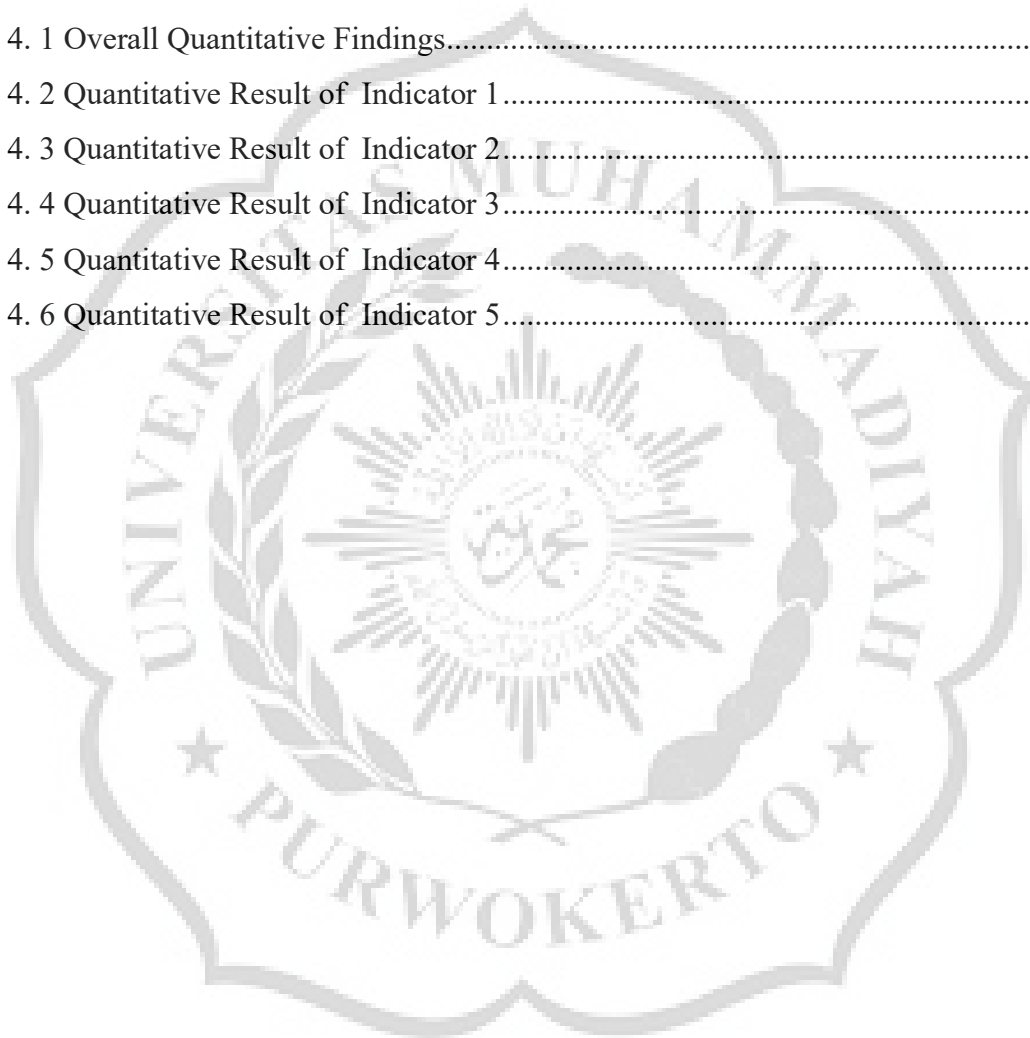 4. 1 Overall Quantitative Findings................................................................
4. 2 Quantitative Result of  Indicator 1..........................................................
4. 3 Quantitative Result of  Indicator 2..........................................................
4. 4 Quantitative Result of  Indicator 3..........................................................
4. 5 Quantitative Result of  Indicator 4..........................................................
4. 6 Quantitative Result of  Indicator 5..........................................................
UNIVERSITAS MUHAMMADIYAH
PURWOKERTO